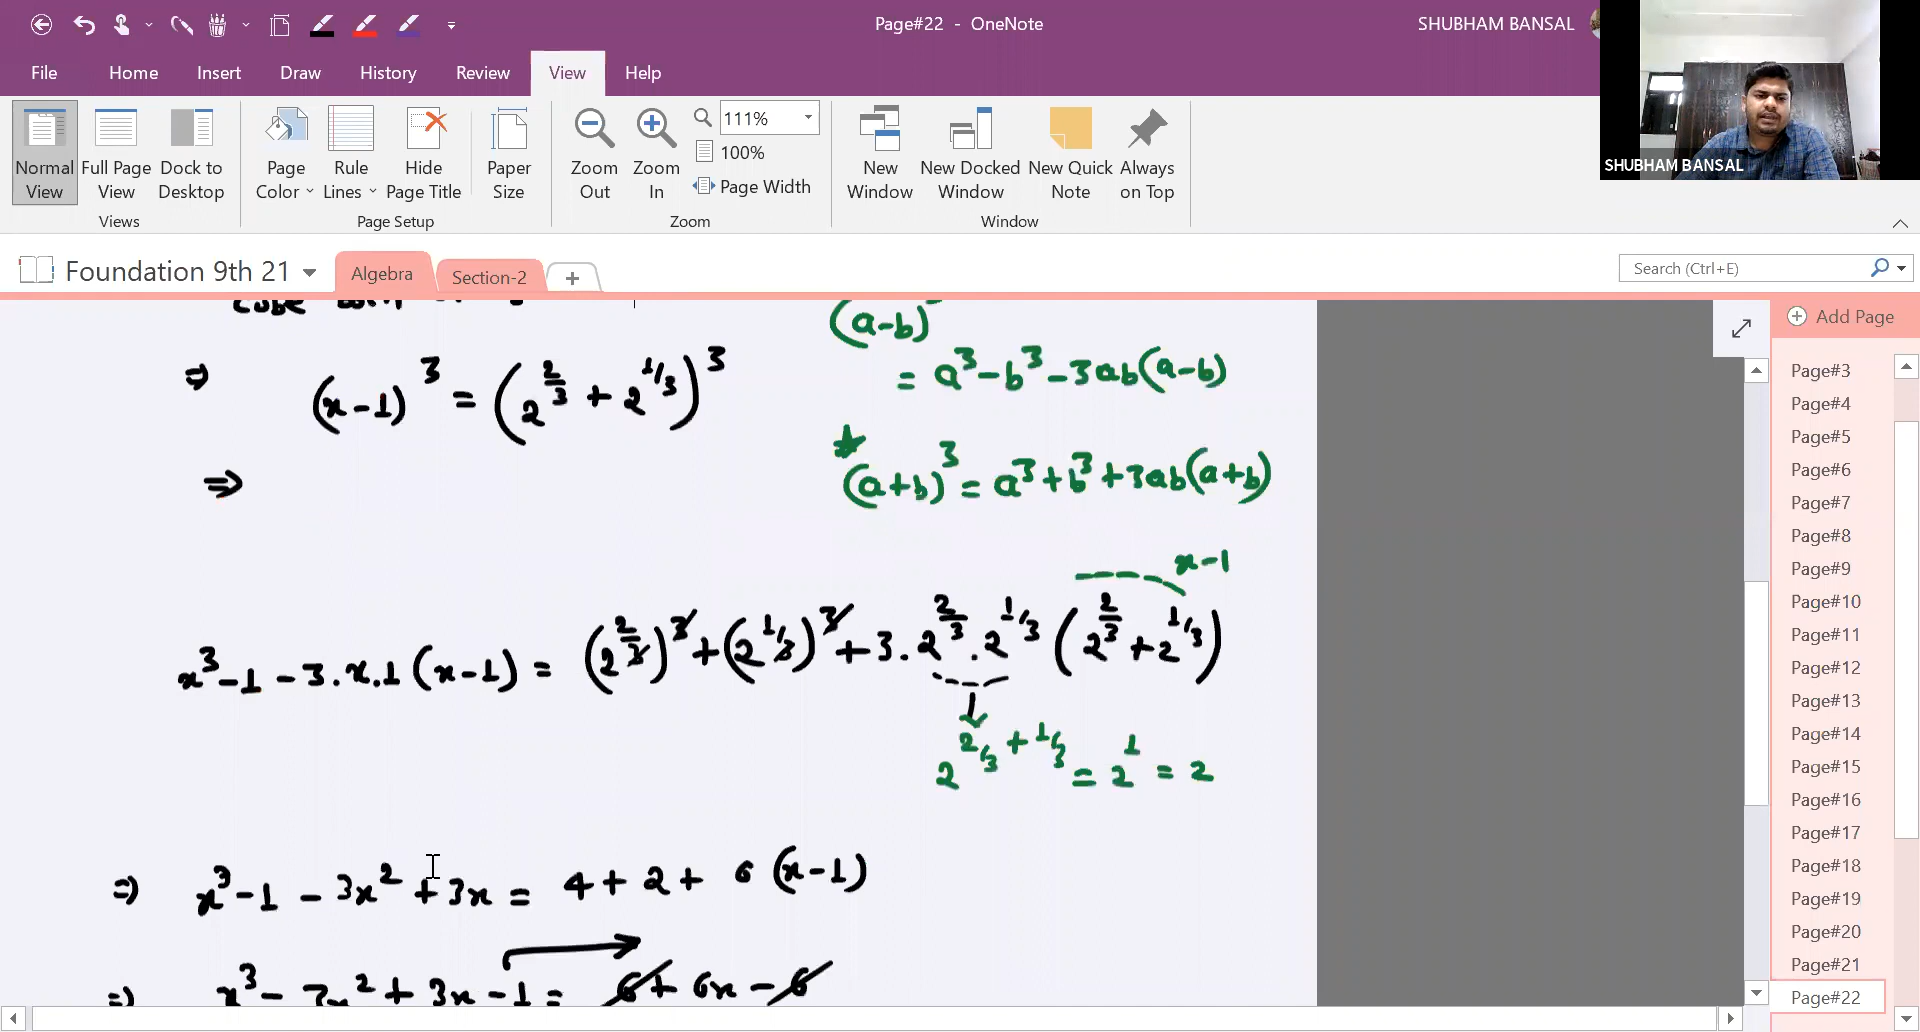 Page#22 - OneNote
SHUBHAM BANSAL
SHUBHAM BANSAL
File Home Insert Draw History Review View Help
Normal View
Full Page View
Dock to Desktop
Views
Page Color
Rule Lines
Hide Page Title
Paper Size
Page Setup
Zoom Out
Zoom In
111%
100%
Page Width
Zoom
New Window
New Docked Window
New Quick Note
Always on Top
Window
Foundation 9th 21
Algebra
Section-2
+
Search (Ctrl+E)
(a-b)
= a³ - b³ - 3ab(a-b)
⇒ (x-1)³ = (2^{2/3} + 2^{1/3})³
★ (a+b)³ = a³ + b³ + 3ab(a+b)
⇒
x-1
x³ - 1 - 3.x.1 (x-1) = (2^{2/3})³ + (2^{1/3})³ + 3. 2^{2/3} . 2^{1/3} (2^{2/3} + 2^{1/3})
2^{2/3 + 1/3} = 2¹ = 2
⇒ x³ - 1 - 3x² + 3x = 4 + 2 + 6 (x-1)
⇒ x³ - 3x² + 3x - 1 = 6 + 6x - 6
Add Page
Page#3
Page#4
Page#5
Page#6
Page#7
Page#8
Page#9
Page#10
Page#11
Page#12
Page#13
Page#14
Page#15
Page#16
Page#17
Page#18
Page#19
Page#20
Page#21
Page#22